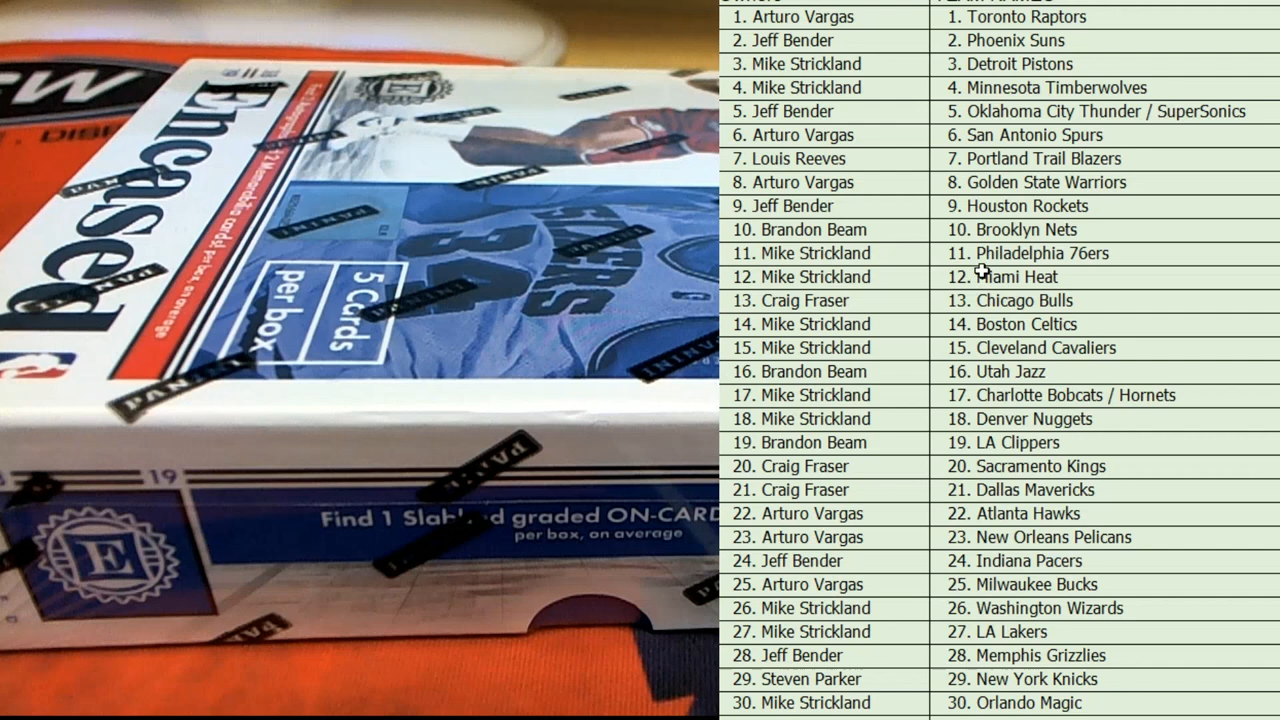 Encased
5 Cards
per box
SIXERS
34
PANINI
19
E
Find 1 Slabbed graded ON-CARD
per box, on average
1. Arturo Vargas 1. Toronto Raptors
2. Jeff Bender 2. Phoenix Suns
3. Mike Strickland 3. Detroit Pistons
4. Mike Strickland 4. Minnesota Timberwolves
5. Jeff Bender 5. Oklahoma City Thunder / SuperSonics
6. Arturo Vargas 6. San Antonio Spurs
7. Louis Reeves 7. Portland Trail Blazers
8. Arturo Vargas 8. Golden State Warriors
9. Jeff Bender 9. Houston Rockets
10. Brandon Beam 10. Brooklyn Nets
11. Mike Strickland 11. Philadelphia 76ers
12. Mike Strickland 12. Miami Heat
13. Craig Fraser 13. Chicago Bulls
14. Mike Strickland 14. Boston Celtics
15. Mike Strickland 15. Cleveland Cavaliers
16. Brandon Beam 16. Utah Jazz
17. Mike Strickland 17. Charlotte Bobcats / Hornets
18. Mike Strickland 18. Denver Nuggets
19. Brandon Beam 19. LA Clippers
20. Craig Fraser 20. Sacramento Kings
21. Craig Fraser 21. Dallas Mavericks
22. Arturo Vargas 22. Atlanta Hawks
23. Arturo Vargas 23. New Orleans Pelicans
24. Jeff Bender 24. Indiana Pacers
25. Arturo Vargas 25. Milwaukee Bucks
26. Mike Strickland 26. Washington Wizards
27. Mike Strickland 27. LA Lakers
28. Jeff Bender 28. Memphis Grizzlies
29. Steven Parker 29. New York Knicks
30. Mike Strickland 30. Orlando Magic